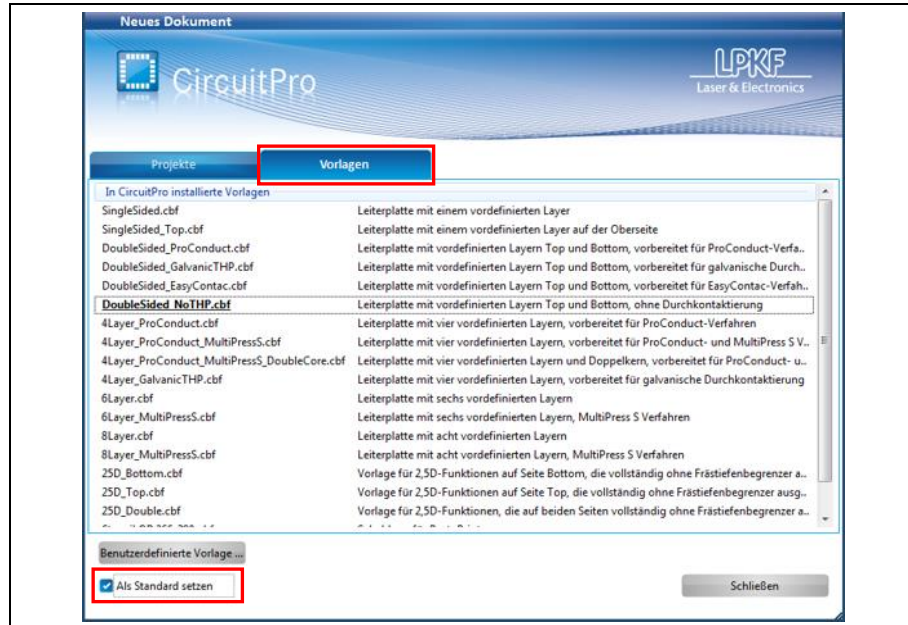 Neues Dokument
CircuitPro
LPKF
Laser & Electronics
Projekte
Vorlagen
In CircuitPro installierte Vorlagen
SingleSided.cbf Leiterplatte mit einem vordefinierten Layer
SingleSided_Top.cbf Leiterplatte mit einem vordefinierten Layer auf der Oberseite
DoubleSided_ProConduct.cbf Leiterplatte mit vordefinierten Layern Top und Bottom, vorbereitet für ProConduct-Verfa..
DoubleSided_GalvanicTHP.cbf Leiterplatte mit vordefinierten Layern Top und Bottom, vorbereitet für galvanische Durch..
DoubleSided_EasyContac.cbf Leiterplatte mit vordefinierten Layern Top und Bottom, vorbereitet für EasyContac-Verfah..
DoubleSided_NoTHP.cbf Leiterplatte mit vordefinierten Layern Top und Bottom, ohne Durchkontaktierung
4Layer_ProConduct.cbf Leiterplatte mit vier vordefinierten Layern, vorbereitet für ProConduct-Verfahren
4Layer_ProConduct_MultiPressS.cbf Leiterplatte mit vier vordefinierten Layern, vorbereitet für ProConduct- und MultiPress S V..
4Layer_ProConduct_MultiPressS_DoubleCore.cbf Leiterplatte mit vier vordefinierten Layern und Doppelkern, vorbereitet für ProConduct- u..
4Layer_GalvanicTHP.cbf Leiterplatte mit vier vordefinierten Layern, vorbereitet für galvanische Durchkontaktierung
6Layer.cbf Leiterplatte mit sechs vordefinierten Layern
6Layer_MultiPressS.cbf Leiterplatte mit sechs vordefinierten Layern, MultiPress S Verfahren
8Layer.cbf Leiterplatte mit acht vordefinierten Layern
8Layer_MultiPressS.cbf Leiterplatte mit acht vordefinierten Layern, MultiPress S Verfahren
25D_Bottom.cbf Vorlage für 2,5D-Funktionen auf Seite Bottom, die vollständig ohne Frästiefenbegrenzer a..
25D_Top.cbf Vorlage für 2,5D-Funktionen auf Seite Top, die vollständig ohne Frästiefenbegrenzer ausg..
25D_Double.cbf Vorlage für 2,5D-Funktionen, die auf beiden Seiten vollständig ohne Frästiefenbegrenzer a..
Benutzerdefinierte Vorlage ...
Als Standard setzen
Schließen